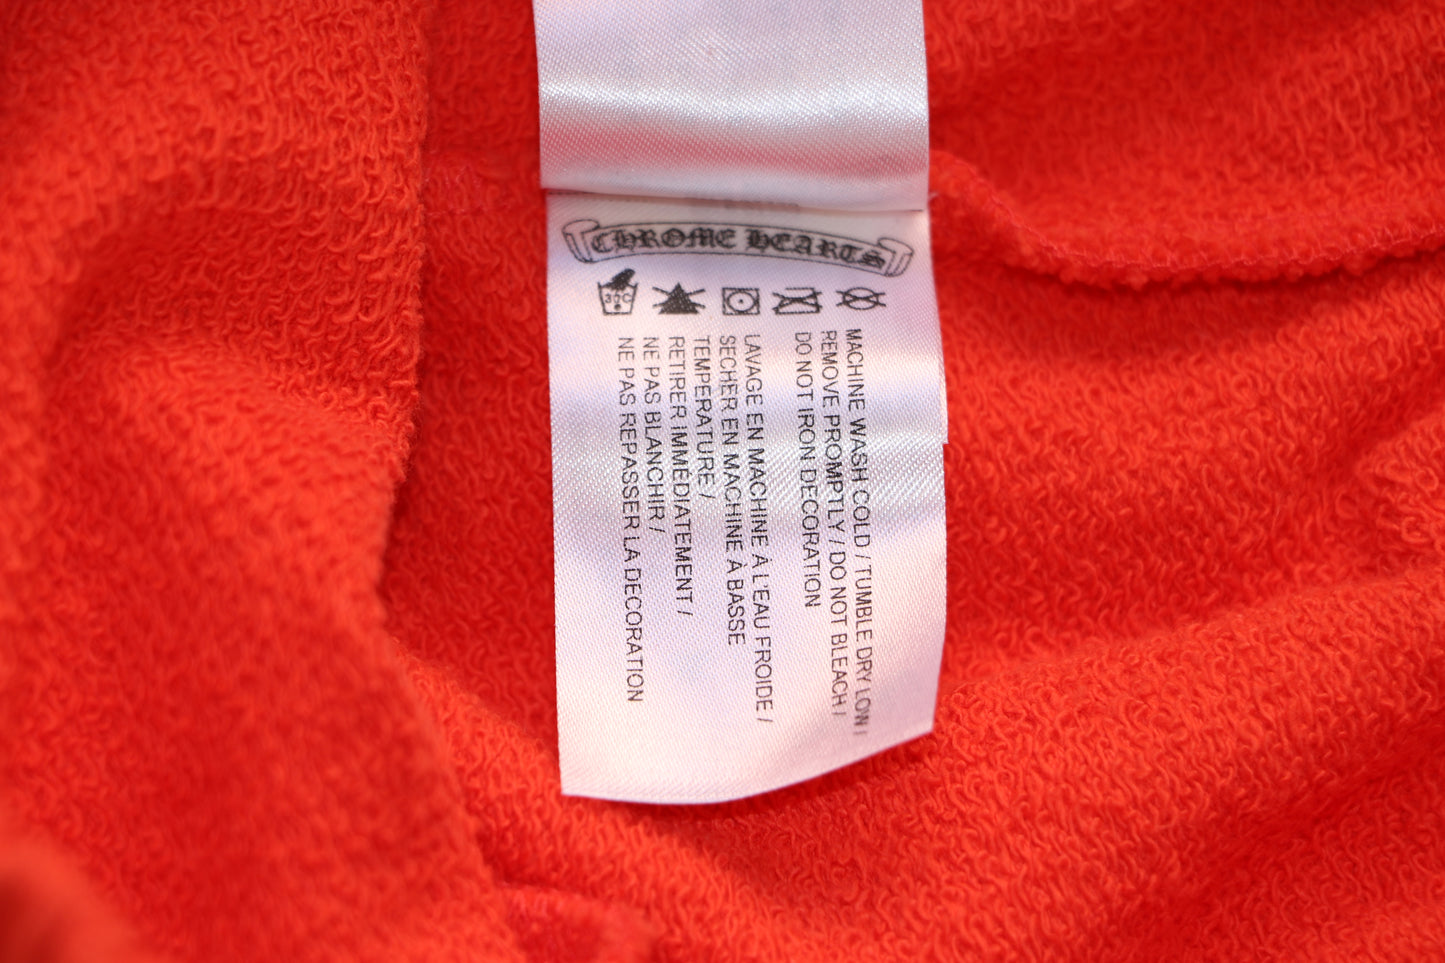 CHROME HEARTS
30C
MACHINE WASH COLD / TUMBLE DRY LOW /
REMOVE PROMPTLY / DO NOT BLEACH /
DO NOT IRON DECORATION
LAVAGE EN MACHINE À L'EAU FROIDE /
SECHER EN MACHINE À BASSE
TEMPERATURE /
RETIRER IMMÉDIATEMENT /
NE PAS BLANCHIR /
NE PAS REPASSER LA DECORATION